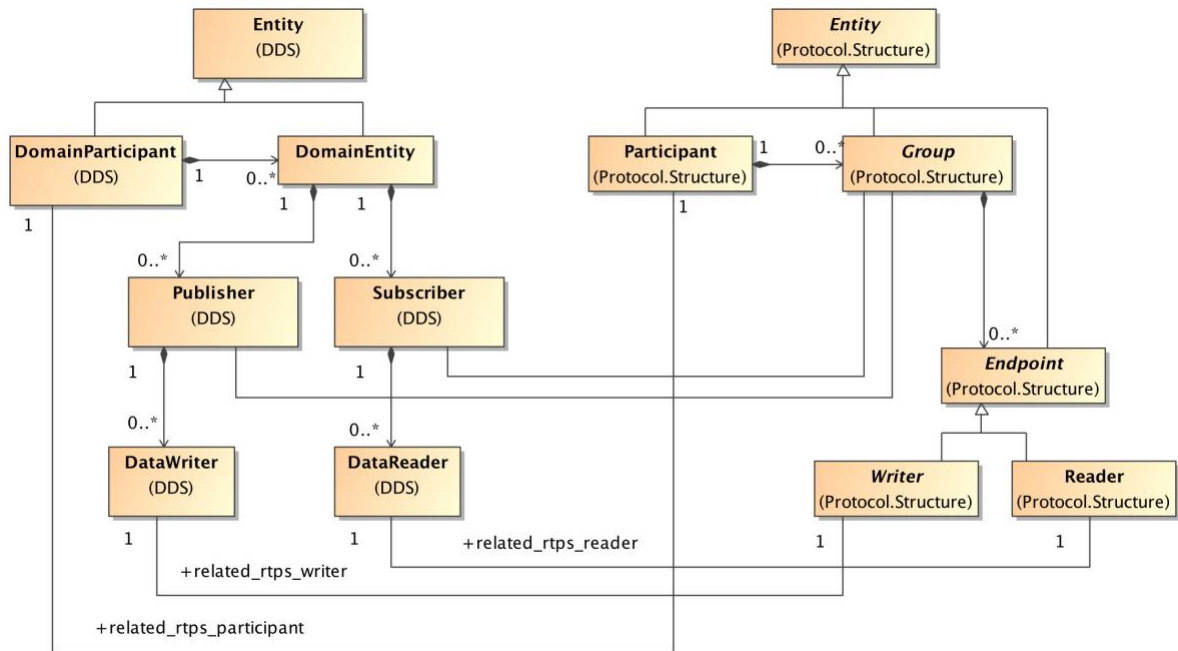 Entity
(DDS)
Entity
(Protocol.Structure)
DomainParticipant
(DDS)
1
0..*
DomainEntity
1
1
Participant
(Protocol.Structure)
1
0..*
Group
(Protocol.Structure)
1
1
0..*
0..*
Publisher
(DDS)
Subscriber
(DDS)
1
1
0..*
Endpoint
(Protocol.Structure)
0..*
0..*
DataWriter
(DDS)
DataReader
(DDS)
Writer
(Protocol.Structure)
Reader
(Protocol.Structure)
1
1
+related_rtps_reader
1
1
+related_rtps_writer
+related_rtps_participant